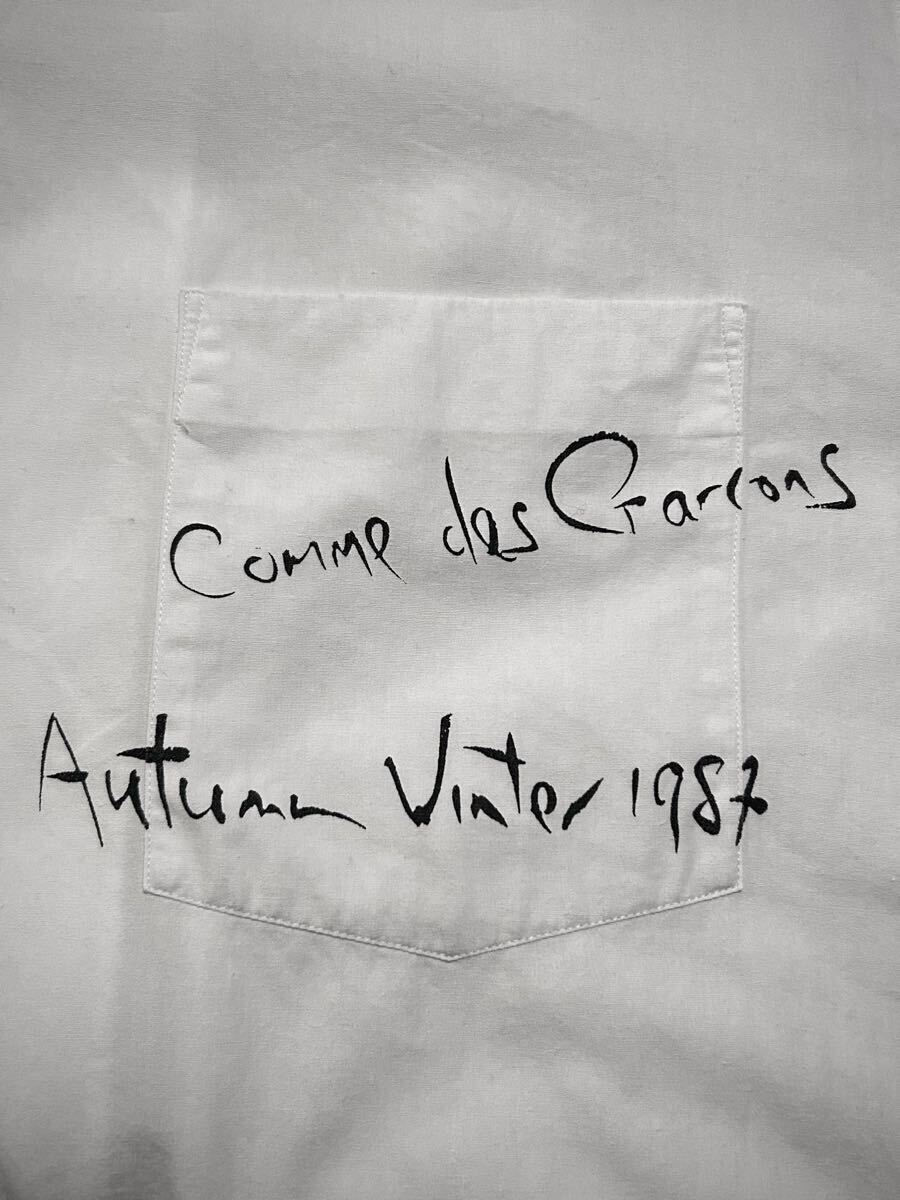 Comme des Garcons
Autumn Winter 1987